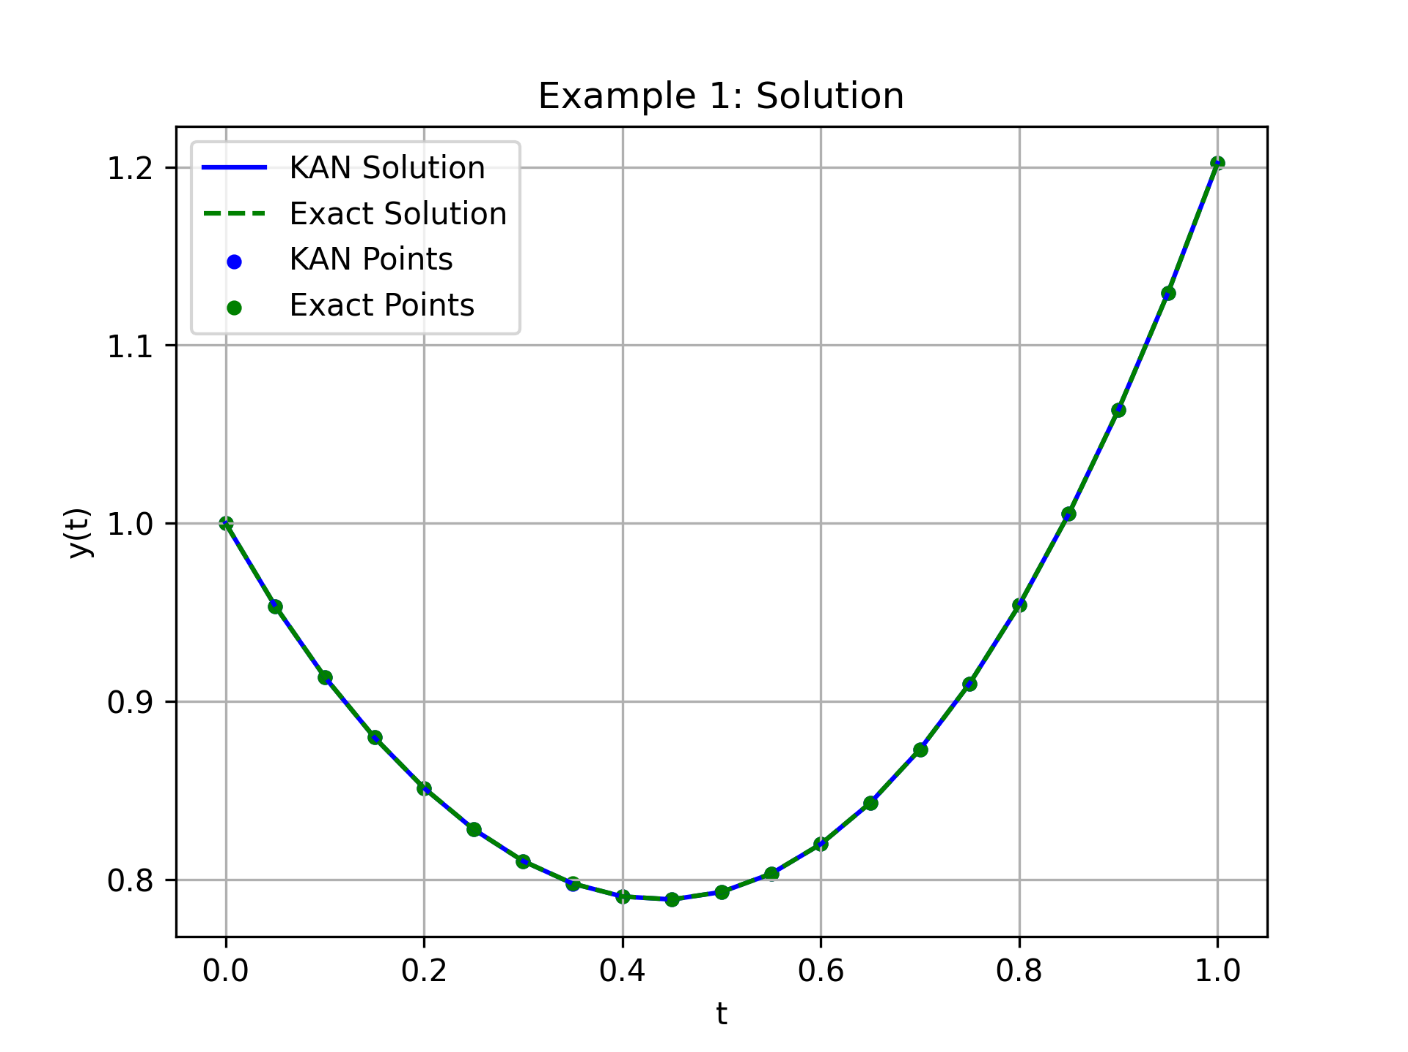 Example 1: Solution
KAN Solution
Exact Solution
KAN Points
Exact Points
1.2
1.1
1.0
0.9
0.8
y(t)
0.0 0.2 0.4 0.6 0.8 1.0
t